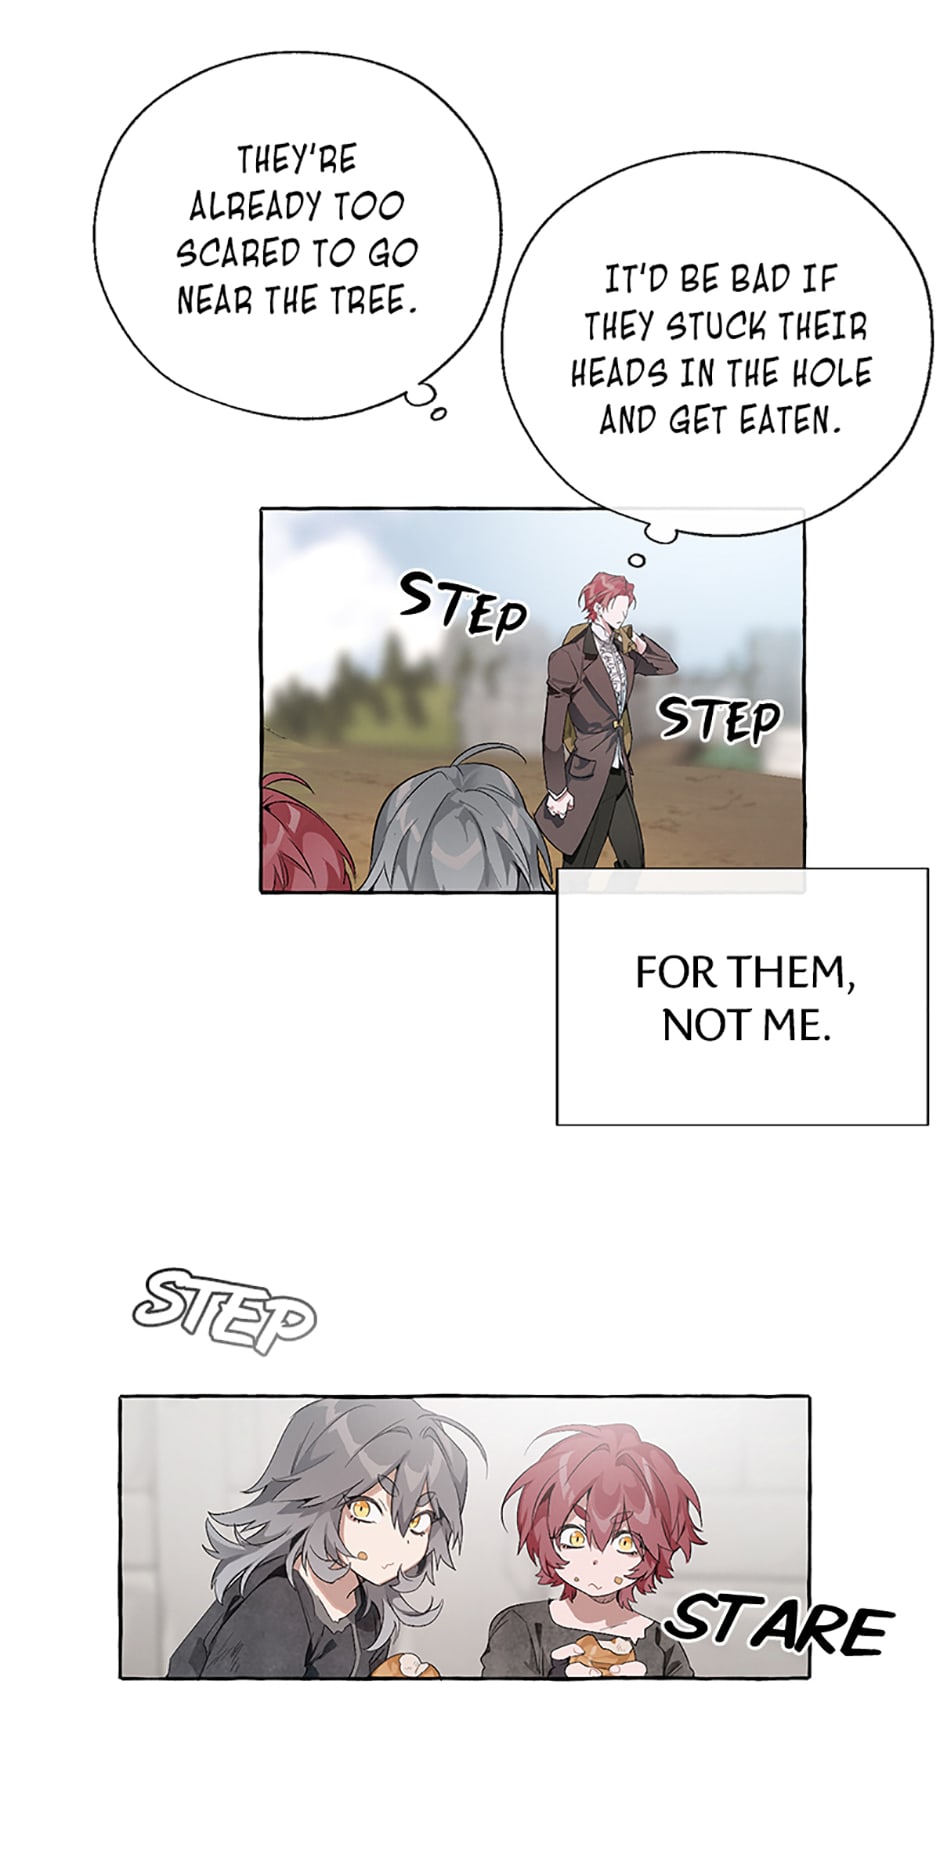 THEY'RE
ALREADY TOO
SCARED TO GO
NEAR THE TREE.
IT'D BE BAD IF
THEY STUCK THEIR
HEADS IN THE HOLE
AND GET EATEN.
STEP
STEP
FOR THEM,
NOT ME.
STEP
STARE